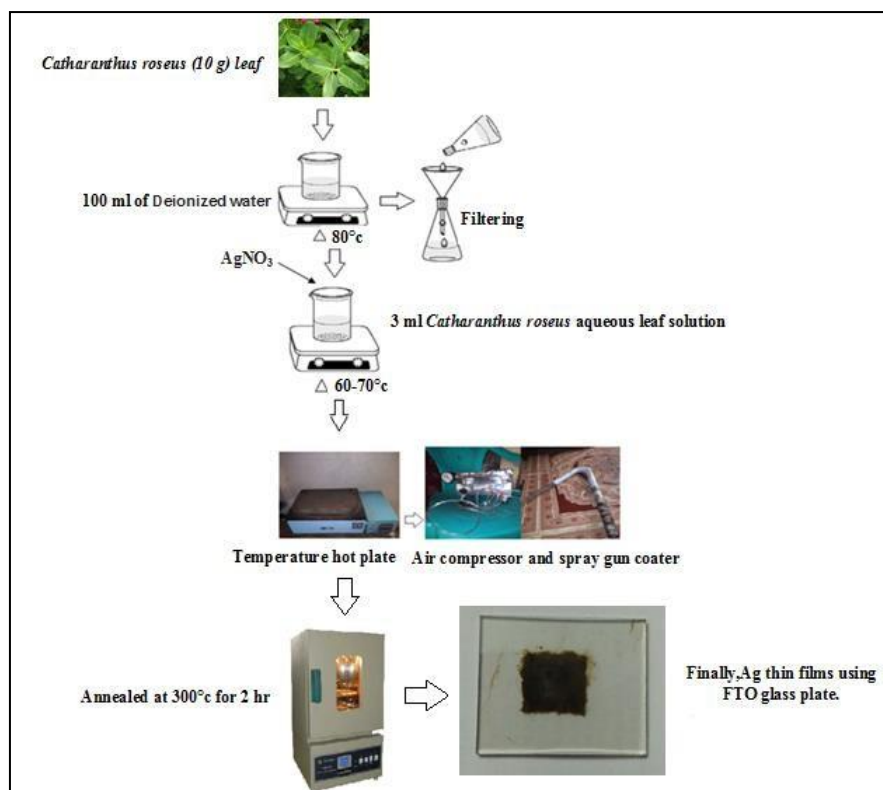 Catharanthus roseus (10 g) leaf
100 ml of Deionized water
△ 80°c
Filtering
AgNO₃
3 ml Catharanthus roseus aqueous leaf solution
△ 60-70°c
Temperature hot plate
Air compressor and spray gun coater
Annealed at 300°c for 2 hr
Finally,Ag thin films using
FTO glass plate.